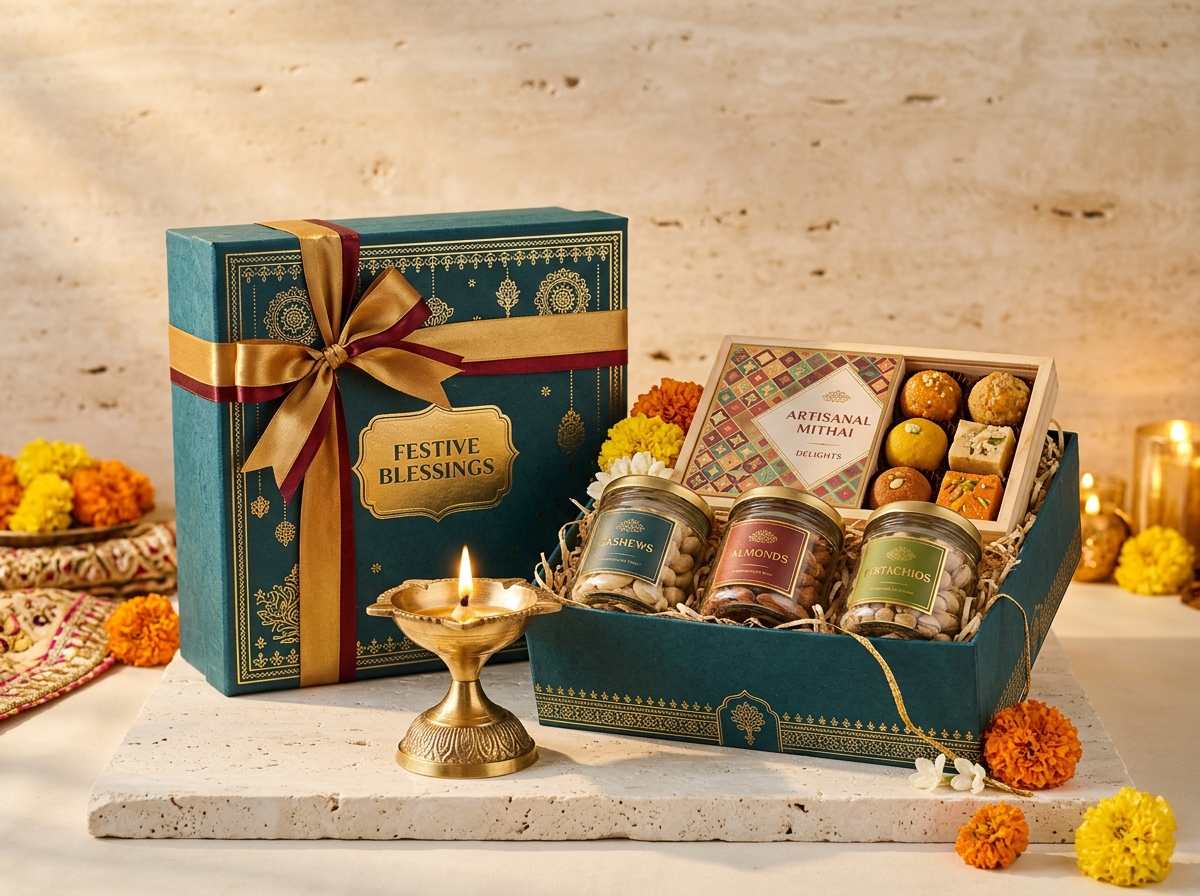 FESTIVE
BLESSINGS
ARTISANAL
MITHAI
DELIGHTS
CASHEWS
ALMONDS
PISTACHIOS